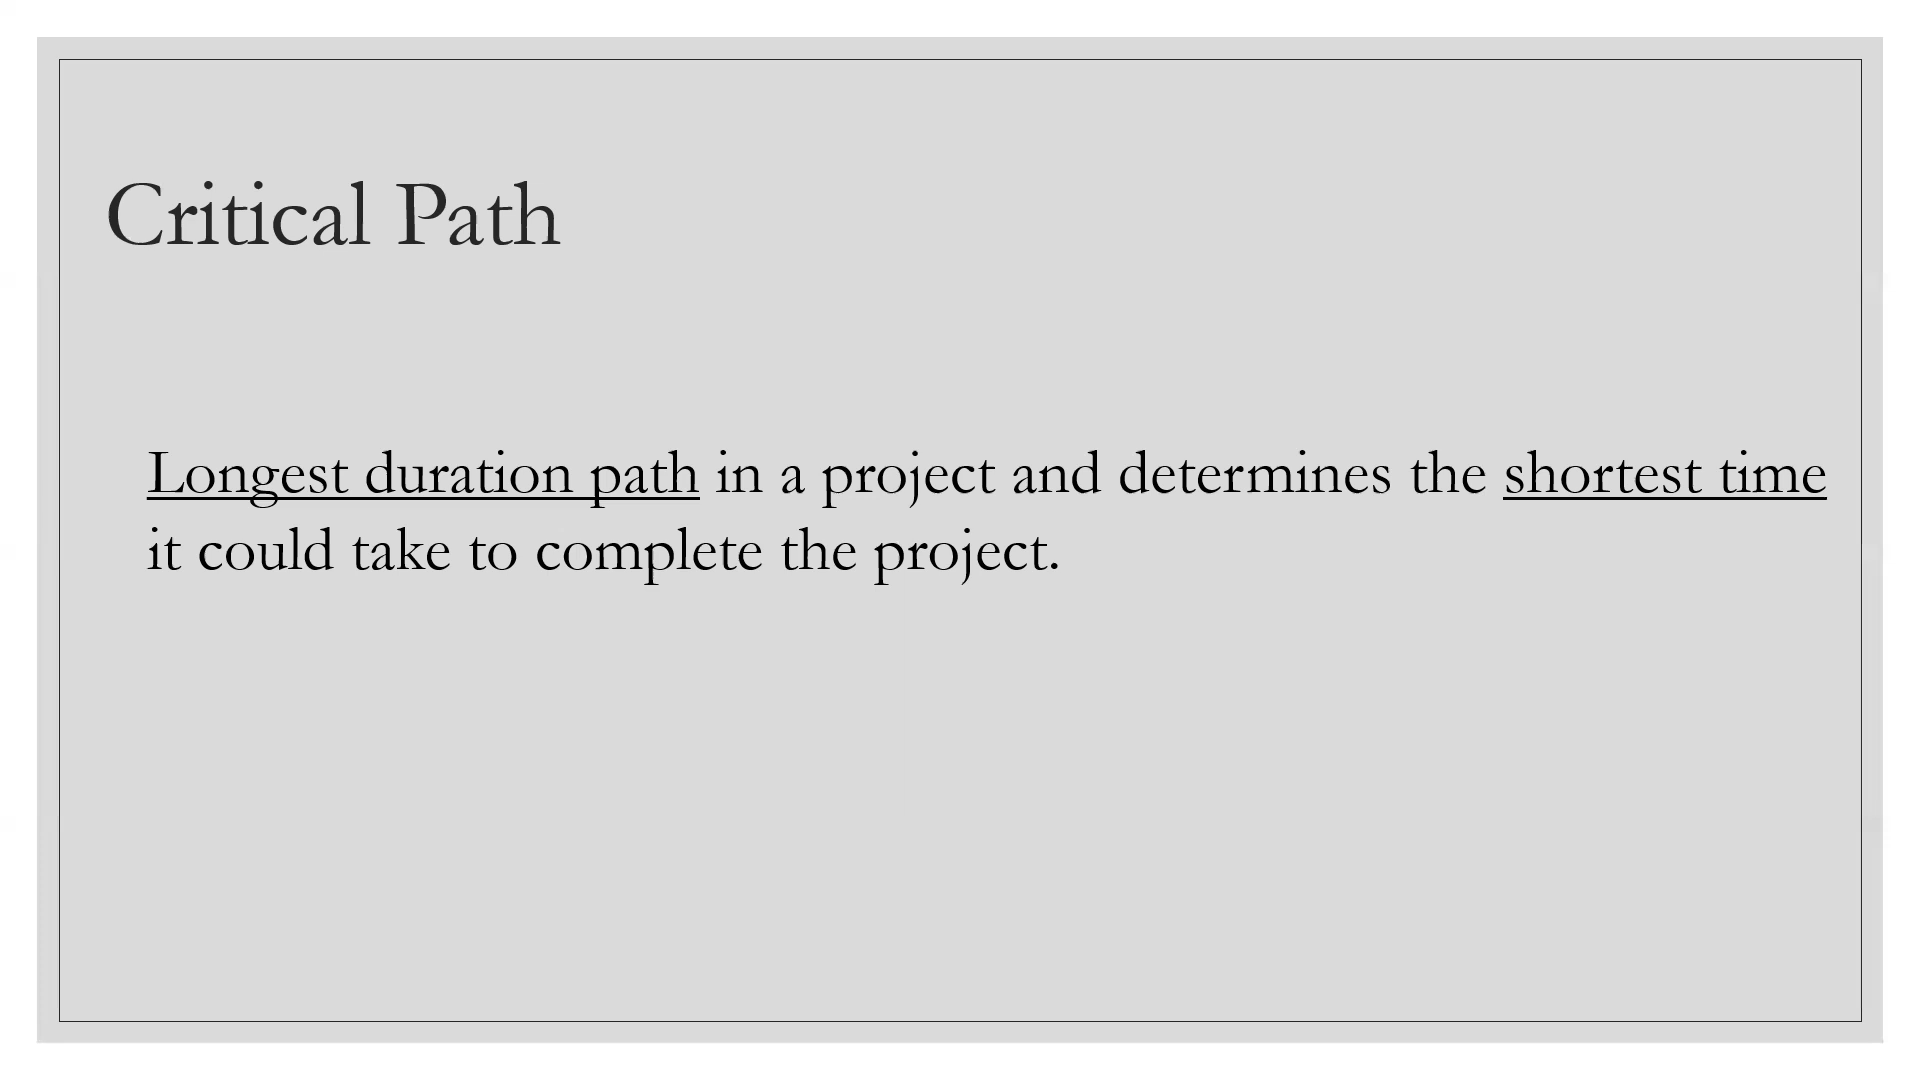 Critical Path
Longest duration path in a project and determines the shortest time
it could take to complete the project.